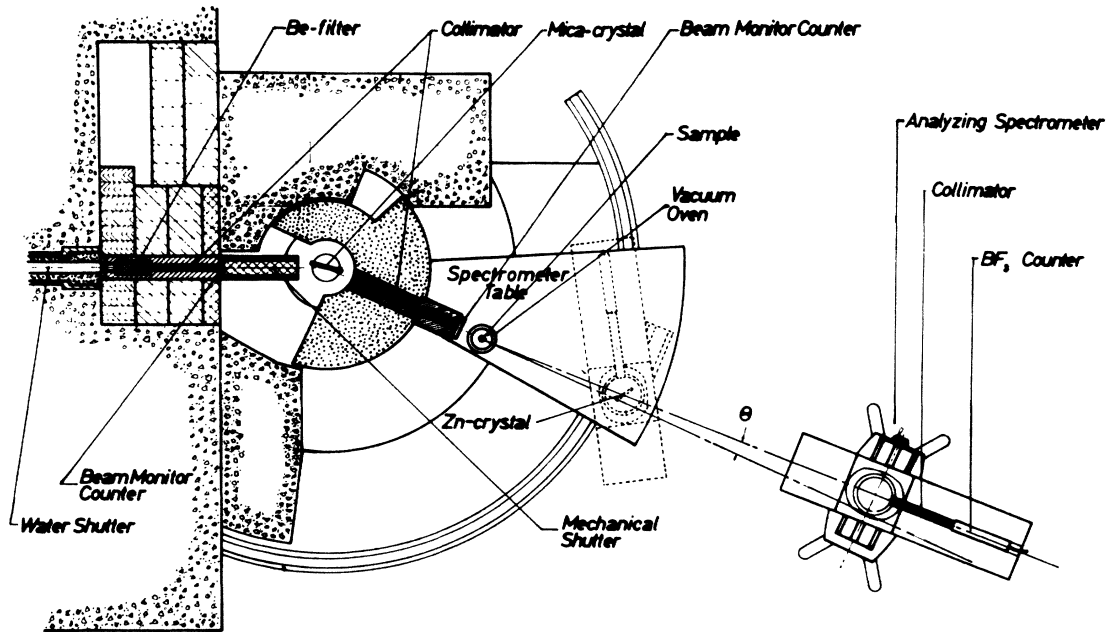 Be-filter
Collimator
Mica-crystal
Beam Monitor Counter
Sample
Vacuum
Oven
Analyzing Spectrometer
Collimator
BF₃ Counter
Spectrometer
Table
Zn-crystal
θ
Beam Monitor
Counter
Water Shutter
Mechanical
Shutter